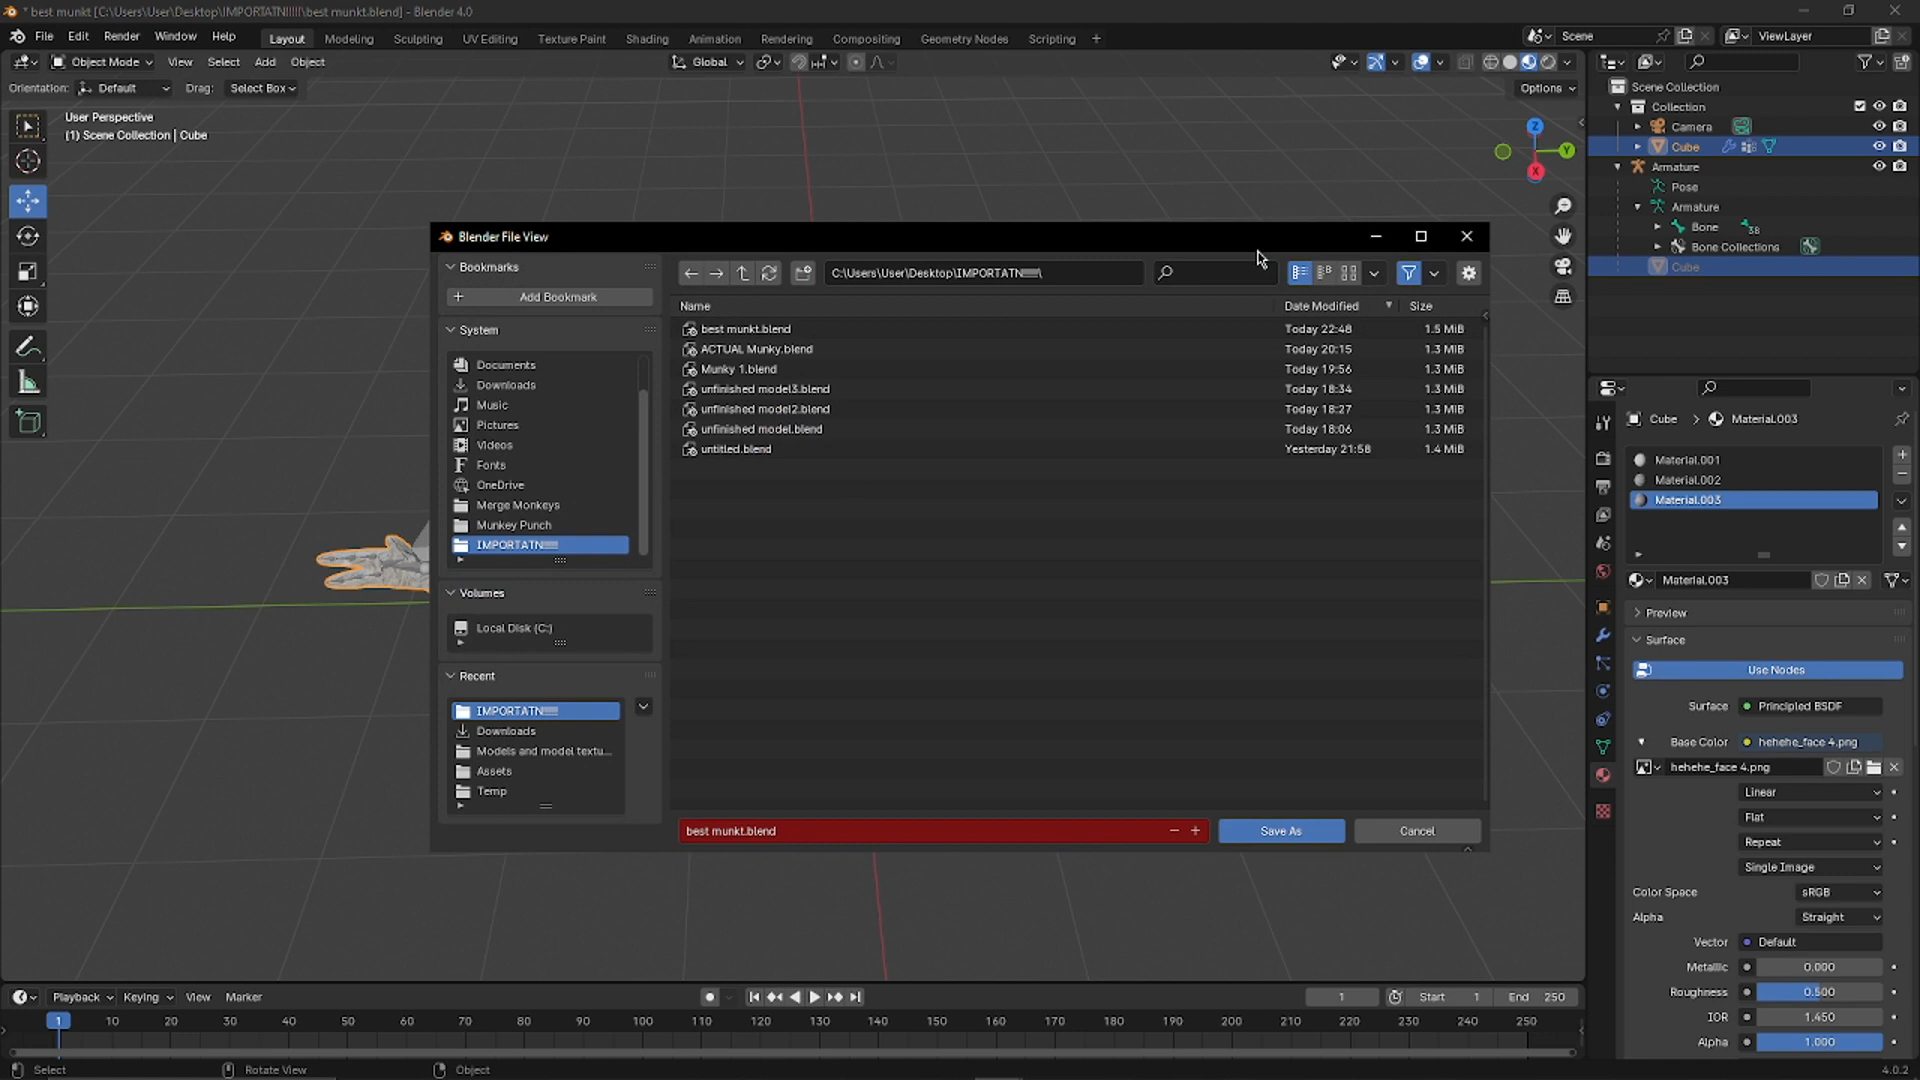 * best munkt [C:\Users\User\Desktop\IMPORTATN!!!!!\best munkt.blend] - Blender 4.0
File Edit Render Window Help
Layout Modeling Sculpting UV Editing Texture Paint Shading Animation Rendering Compositing Geometry Nodes Scripting +
Scene
ViewLayer
Object Mode View Select Add Object
Global
Orientation: Default Drag: Select Box
Options
User Perspective
(1) Scene Collection | Cube
Z
Y
X
Scene Collection
Collection
Camera
Cube
Armature
Pose
Armature
Bone
38
Bone Collections
Cube
Blender File View
Bookmarks
Add Bookmark
System
Documents
Downloads
Music
Pictures
Videos
Fonts
OneDrive
Merge Monkeys
Munkey Punch
IMPORTATN!!!!!
Volumes
Local Disk (C:)
Recent
IMPORTATN!!!!!
Downloads
Models and model textu...
Assets
Temp
C:\Users\User\Desktop\IMPORTATN!!!!!\
Name Date Modified Size
best munkt.blend Today 22:48 1.5 MiB
ACTUAL Munky.blend Today 20:15 1.3 MiB
Munky 1.blend Today 19:56 1.3 MiB
unfinished model3.blend Today 18:34 1.3 MiB
unfinished model2.blend Today 18:27 1.3 MiB
unfinished model.blend Today 18:06 1.3 MiB
untitled.blend Yesterday 21:58 1.4 MiB
best munkt.blend
Save As
Cancel
Cube > Material.003
Material.001
Material.002
Material.003
Material.003
Preview
Surface
Use Nodes
Surface Principled BSDF
Base Color hehehe_face 4.png
hehehe_face 4.png
Linear
Flat
Repeat
Single Image
Color Space sRGB
Alpha Straight
Vector Default
Metallic 0.000
Roughness 0.500
IOR 1.450
Alpha 1.000
Playback Keying View Marker
1 Start 1 End 250
1 10 20 30 40 50 60 70 80 90 100 110 120 130 140 150 160 170 180 190 200 210 220 230 240 250
Select Rotate View Object
4.0.2